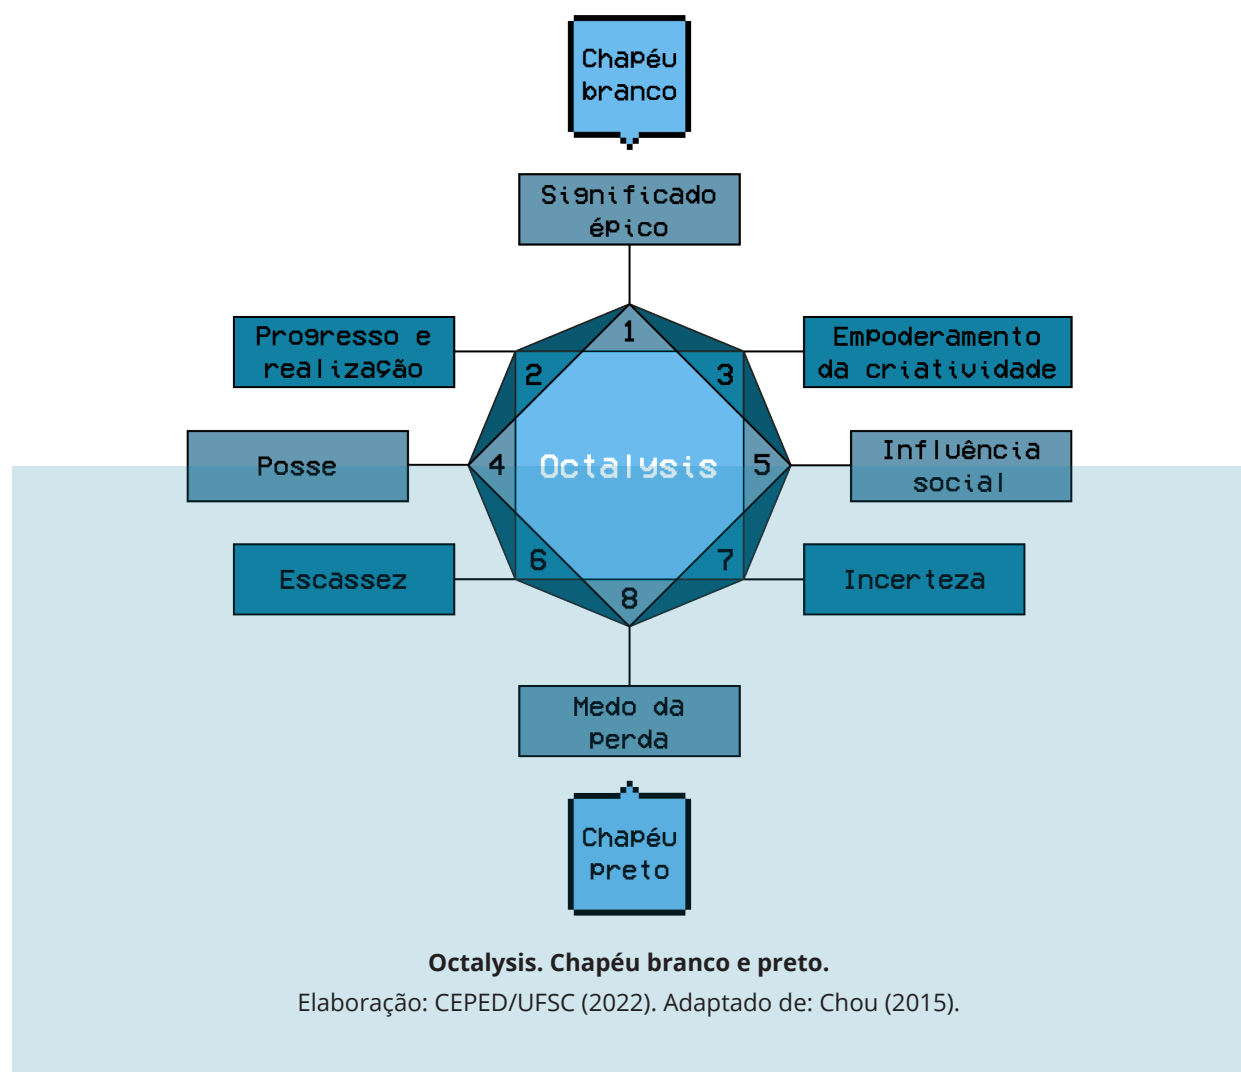 Chapéu
branco
Significado
épico
Progresso e
realização
1
Empoderamento
da criatividade
2
3
Posse
4
Octalysis
5
Influência
social
Escassez
6
7
Incerteza
8
Medo da
perda
Chapéu
preto
Octalysis. Chapéu branco e preto.
Elaboração: CEPED/UFSC (2022). Adaptado de: Chou (2015).